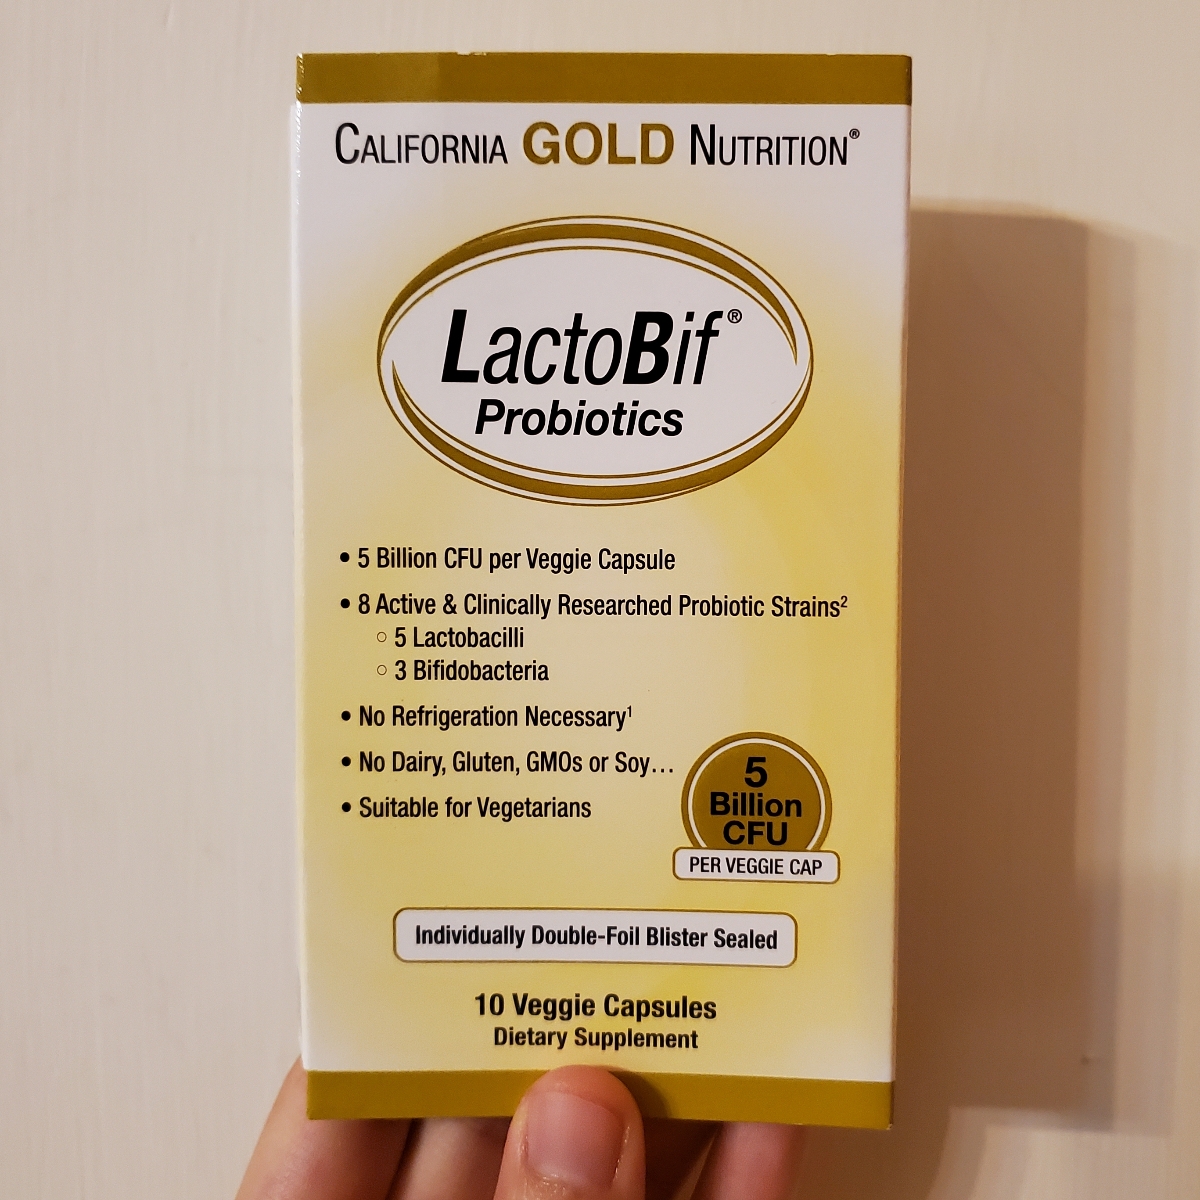 CALIFORNIA GOLD NUTRITION®
LactoBif®
Probiotics
• 5 Billion CFU per Veggie Capsule
• 8 Active & Clinically Researched Probiotic Strains²
○ 5 Lactobacilli
○ 3 Bifidobacteria
• No Refrigeration Necessary¹
• No Dairy, Gluten, GMOs or Soy...
• Suitable for Vegetarians
5
Billion
CFU
PER VEGGIE CAP
Individually Double-Foil Blister Sealed
10 Veggie Capsules
Dietary Supplement